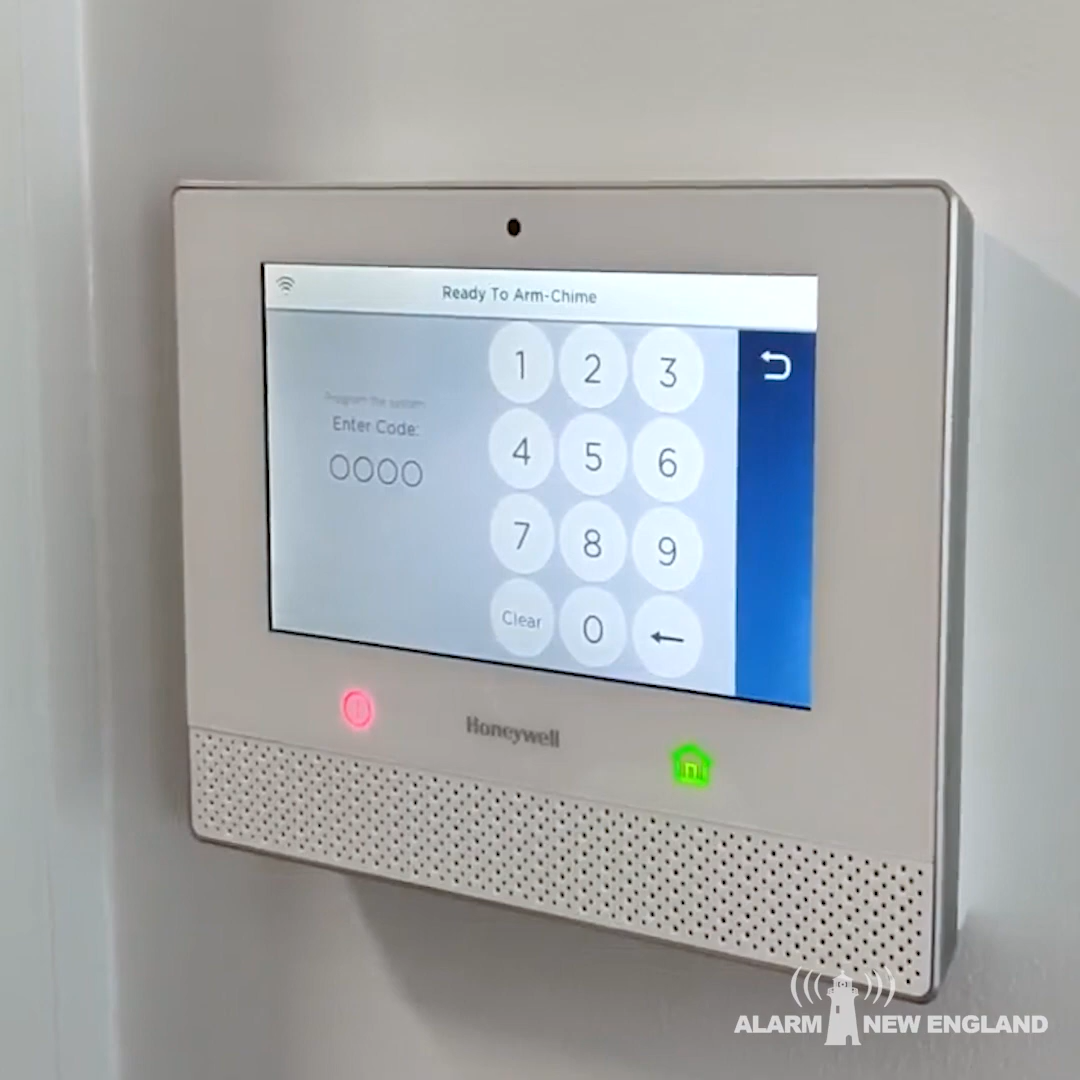 Ready To Arm-Chime
Program the system
Enter Code:
1 2 3
4 5 6
7 8 9
Clear 0
Honeywell
ALARM NEW ENGLAND